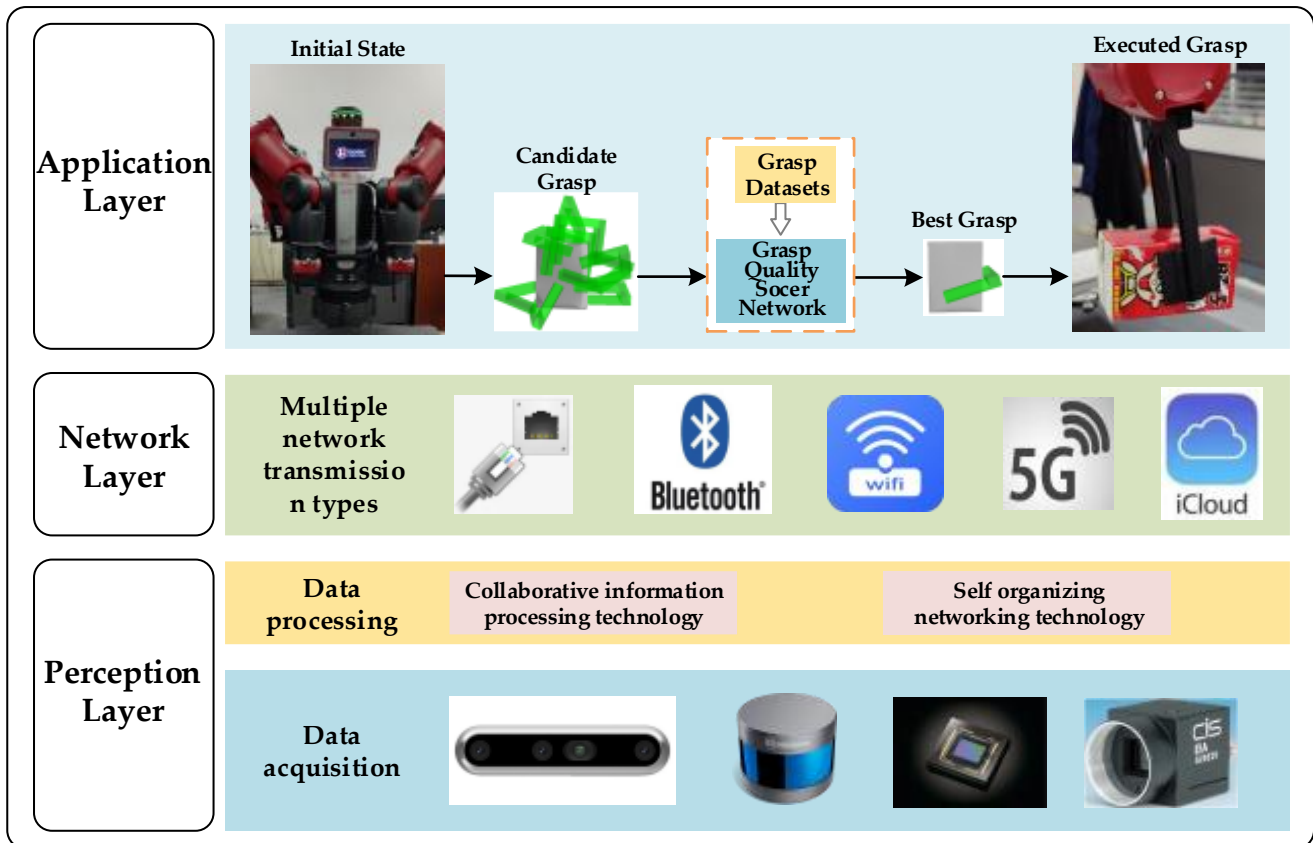 Application
Layer
Initial State
Candidate
Grasp
Grasp
Datasets
Grasp
Quality
Socer
Network
Best Grasp
Executed Grasp
Network
Layer
Multiple
network
transmissio
n types
Bluetooth
wifi
5G
iCloud
Perception
Layer
Data
processing
Collaborative information
processing technology
Self organizing
networking technology
Data
acquisition
cis